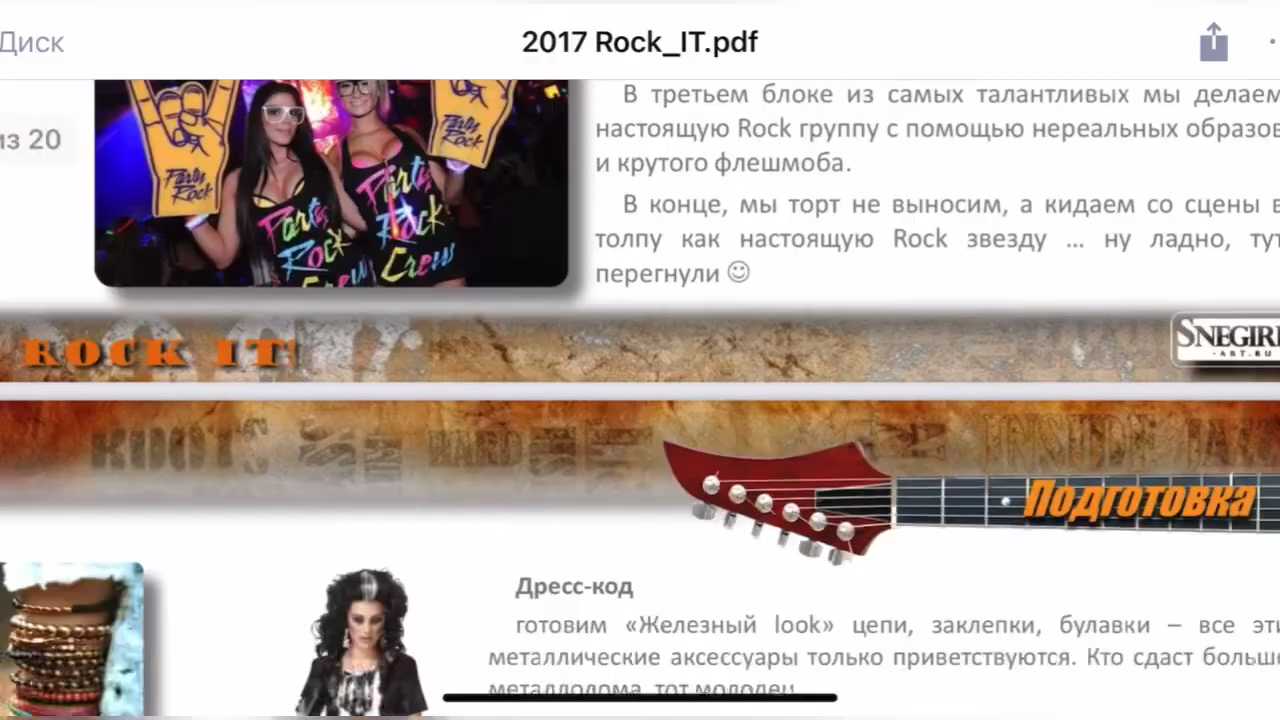 Диск
2017 Rock_IT.pdf
из 20
Party
Rock
Party
Rock
Crew
Party
Rock
Crew
Party
Rock
В третьем блоке из самых талантливых мы делаем
настоящую Rock группу с помощью нереальных образов
и крутого флешмоба.
В конце, мы торт не выносим, а кидаем со сцены в
толпу как настоящую Rock звезду ... ну ладно, тут
перегнули ☺
ROCK IT!
SNEGIRI
-ART.RU
ROOTS
HARD
Подготовка
Дресс-код
готовим «Железный look» цепи, заклепки, булавки – все эти
металлические аксессуары только приветствуются. Кто сдаст больше
металлолома, тот молодец.